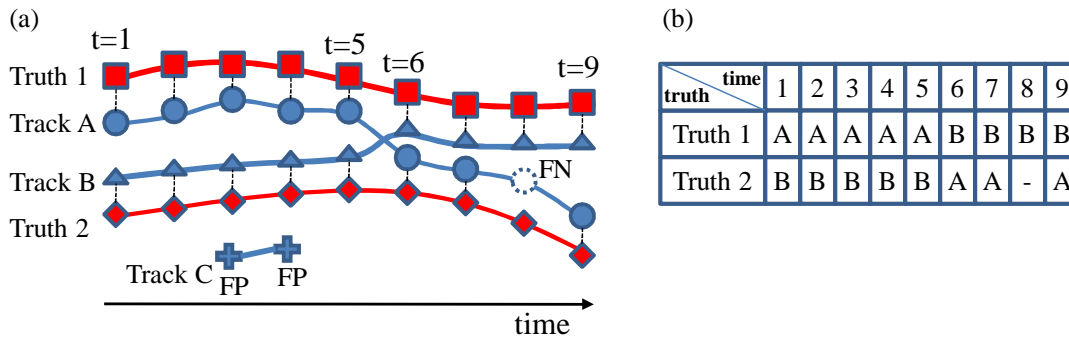 (a)
(b)
t=1
t=5
t=6
t=9
Truth 1
Track A
Track B
FN
Truth 2
Track C
FP
FP
time
time
truth
1 2 3 4 5 6 7 8 9
Truth 1 A A A A A B B B B
Truth 2 B B B B B A A - A